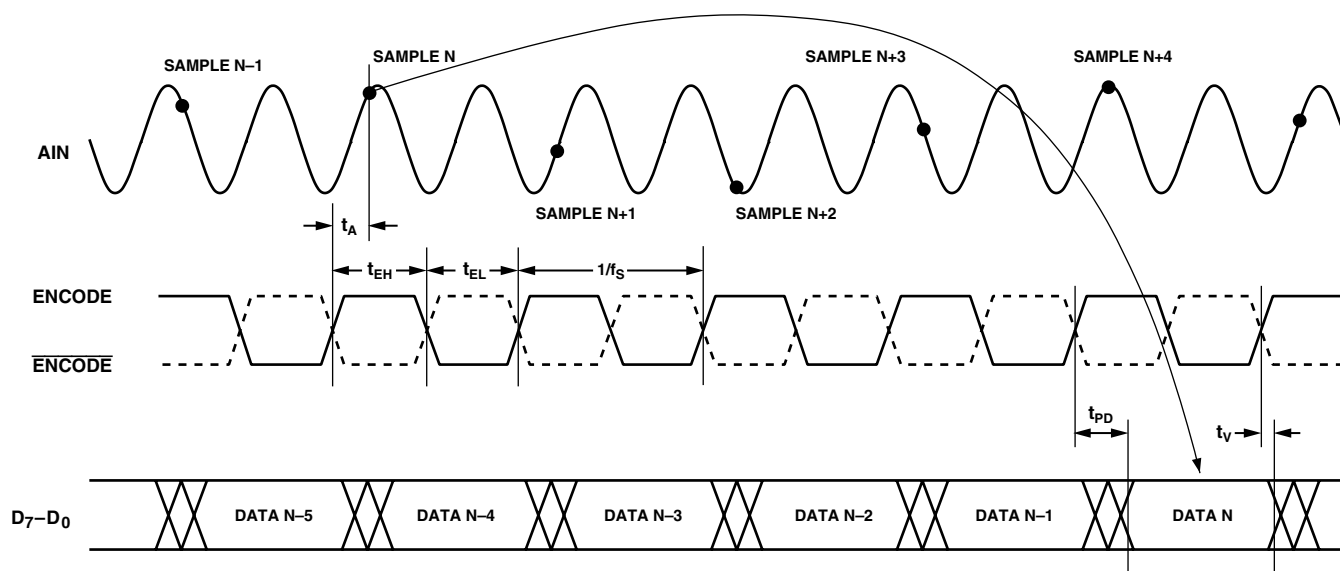 SAMPLE N–1
SAMPLE N
SAMPLE N+3
SAMPLE N+4
AIN
SAMPLE N+1
SAMPLE N+2
tA
tEH
tEL
1/fS
ENCODE
ENCODE
tPD
tV
D7–D0
DATA N–5
DATA N–4
DATA N–3
DATA N–2
DATA N–1
DATA N